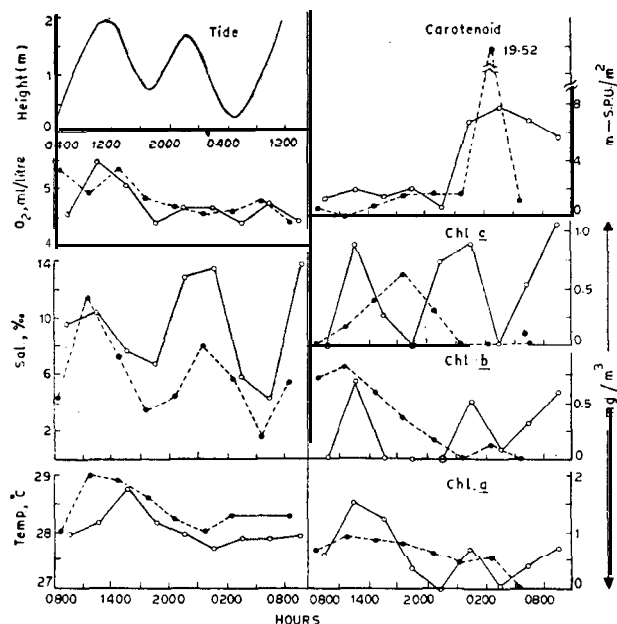 Tide
Height (m)
2
1
0
0400 1200 2000 0400 1200
O₂, ml/litre
5
4
Sal, ‰
14
10
6
2
Temp, °C
29
28
27
0800 1400 2000 0200 0800
Carotenoid
19·52
m-S.P.U./m²
8
4
0
Chl c
1.0
0.5
0
Chl b
0.5
0
mg/m³
Chl. a
2
1
0
0800 1400 2000 0200 0800
HOURS